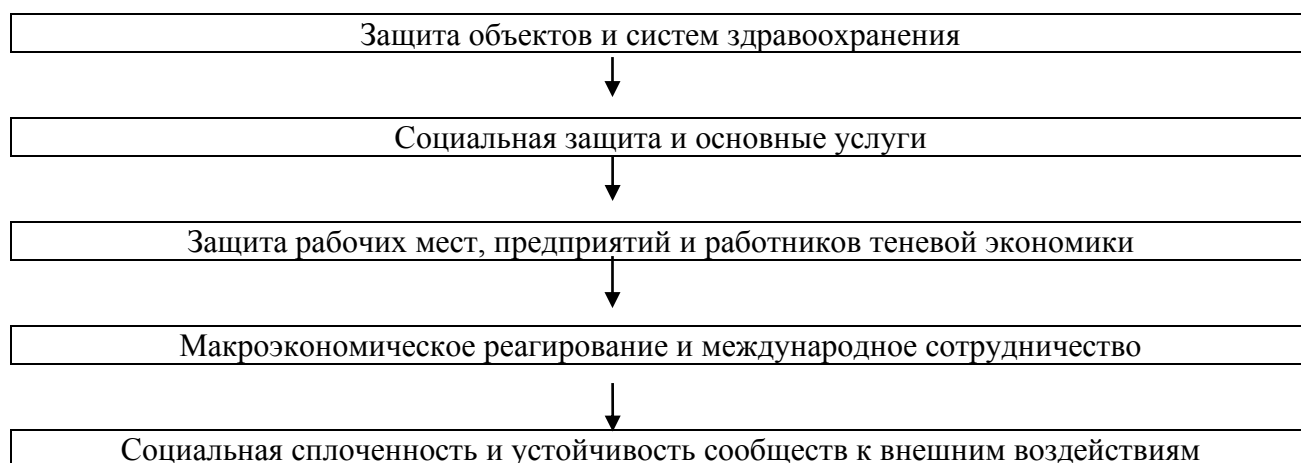 Защита объектов и систем здравоохранения
Социальная защита и основные услуги
Защита рабочих мест, предприятий и работников теневой экономики
Макроэкономическое реагирование и международное сотрудничество
Социальная сплоченность и устойчивость сообществ к внешним воздействиям